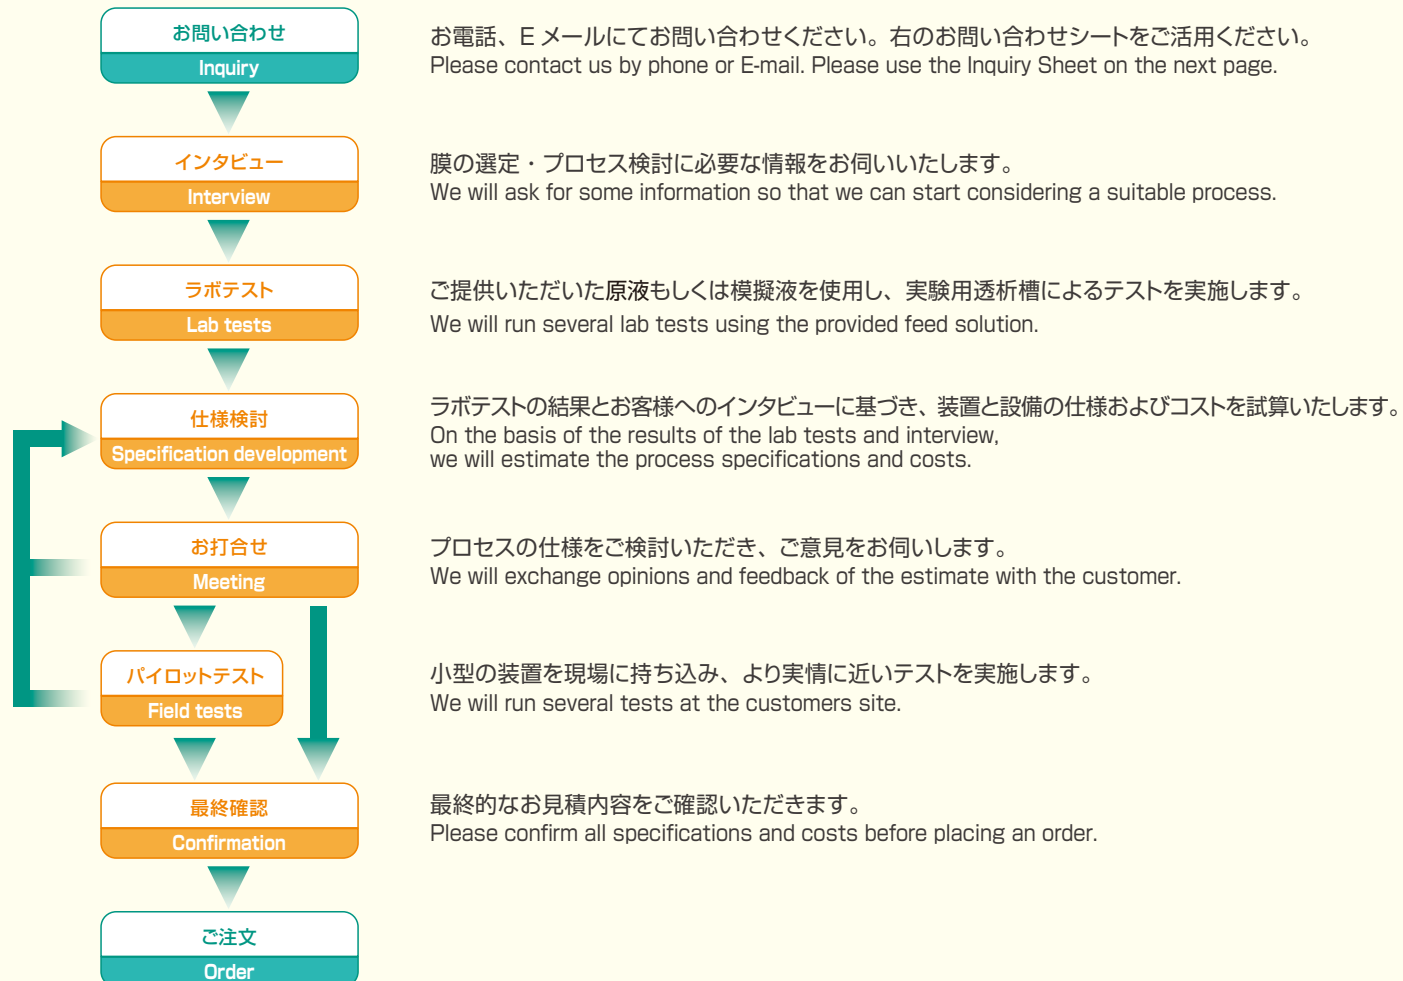 お問い合わせ
Inquiry
お電話、Eメールにてお問い合わせください。右のお問い合わせシートをご活用ください。
Please contact us by phone or E-mail. Please use the Inquiry Sheet on the next page.
インタビュー
Interview
膜の選定・プロセス検討に必要な情報をお伺いいたします。
We will ask for some information so that we can start considering a suitable process.
ラボテスト
Lab tests
ご提供いただいた原液もしくは模擬液を使用し、実験用透析槽によるテストを実施します。
We will run several lab tests using the provided feed solution.
仕様検討
Specification development
ラボテストの結果とお客様へのインタビューに基づき、装置と設備の仕様およびコストを試算いたします。
On the basis of the results of the lab tests and interview,
we will estimate the process specifications and costs.
お打合せ
Meeting
プロセスの仕様をご検討いただき、ご意見をお伺いします。
We will exchange opinions and feedback of the estimate with the customer.
パイロットテスト
Field tests
小型の装置を現場に持ち込み、より実情に近いテストを実施します。
We will run several tests at the customers site.
最終確認
Confirmation
最終的なお見積内容をご確認いただきます。
Please confirm all specifications and costs before placing an order.
ご注文
Order